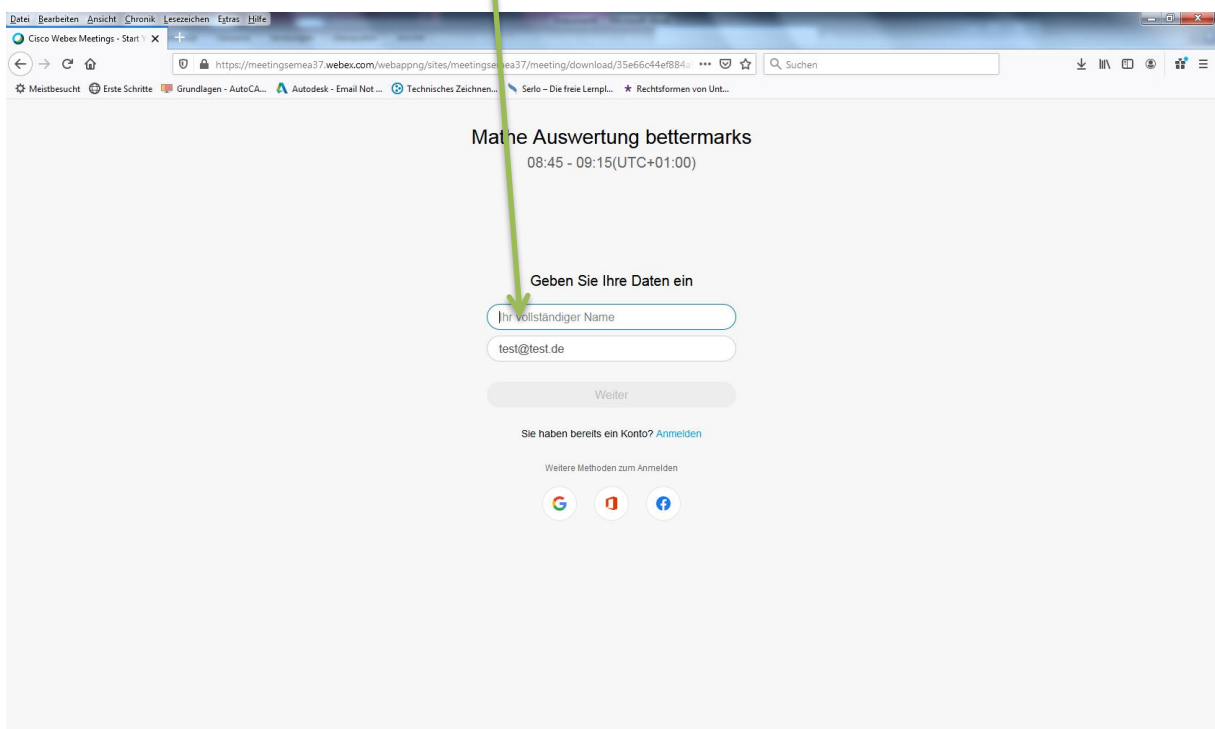 Datei Bearbeiten Ansicht Chronik Lesezeichen Extras Hilfe
Cisco Webex Meetings - Start
https://meetingsemea37.webex.com/webappng/sites/meetingsemea37/meeting/download/35e66c44ef884a
Suchen
Meistbesucht Erste Schritte Grundlagen - AutoCA... Autodesk - Email Not ... Technisches Zeichnen... Serlo – Die freie Lernpl... Rechtsformen von Unt...
Mathe Auswertung bettermarks
08:45 - 09:15(UTC+01:00)
Geben Sie Ihre Daten ein
Ihr vollständiger Name
test@test.de
Weiter
Sie haben bereits ein Konto? Anmelden
Weitere Methoden zum Anmelden